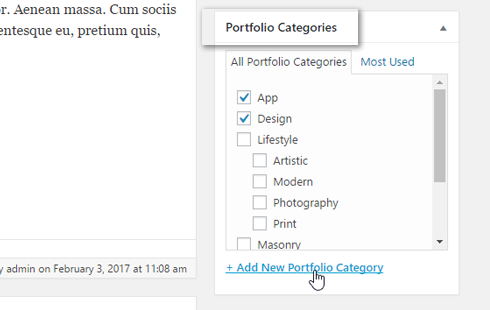 or. Aenean massa. Cum sociis
entesque eu, pretium quis,
y admin on February 3, 2017 at 11:08 am
Portfolio Categories
All Portfolio Categories
Most Used
App
Design
Lifestyle
Artistic
Modern
Photography
Print
Masonry
+ Add New Portfolio Category